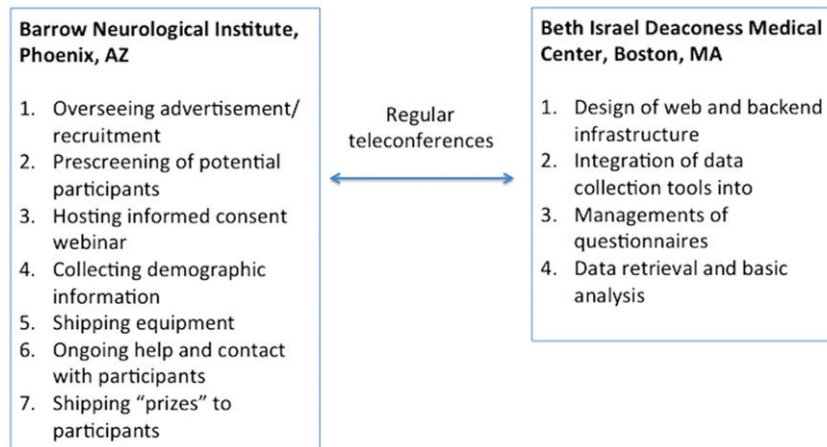 Barrow Neurological Institute,
Phoenix, AZ
1. Overseeing advertisement/
recruitment
2. Prescreening of potential
participants
3. Hosting informed consent
webinar
4. Collecting demographic
information
5. Shipping equipment
6. Ongoing help and contact
with participants
7. Shipping “prizes” to
participants
Regular
teleconferences
Beth Israel Deaconess Medical
Center, Boston, MA
1. Design of web and backend
infrastructure
2. Integration of data
collection tools into
3. Managements of
questionnaires
4. Data retrieval and basic
analysis